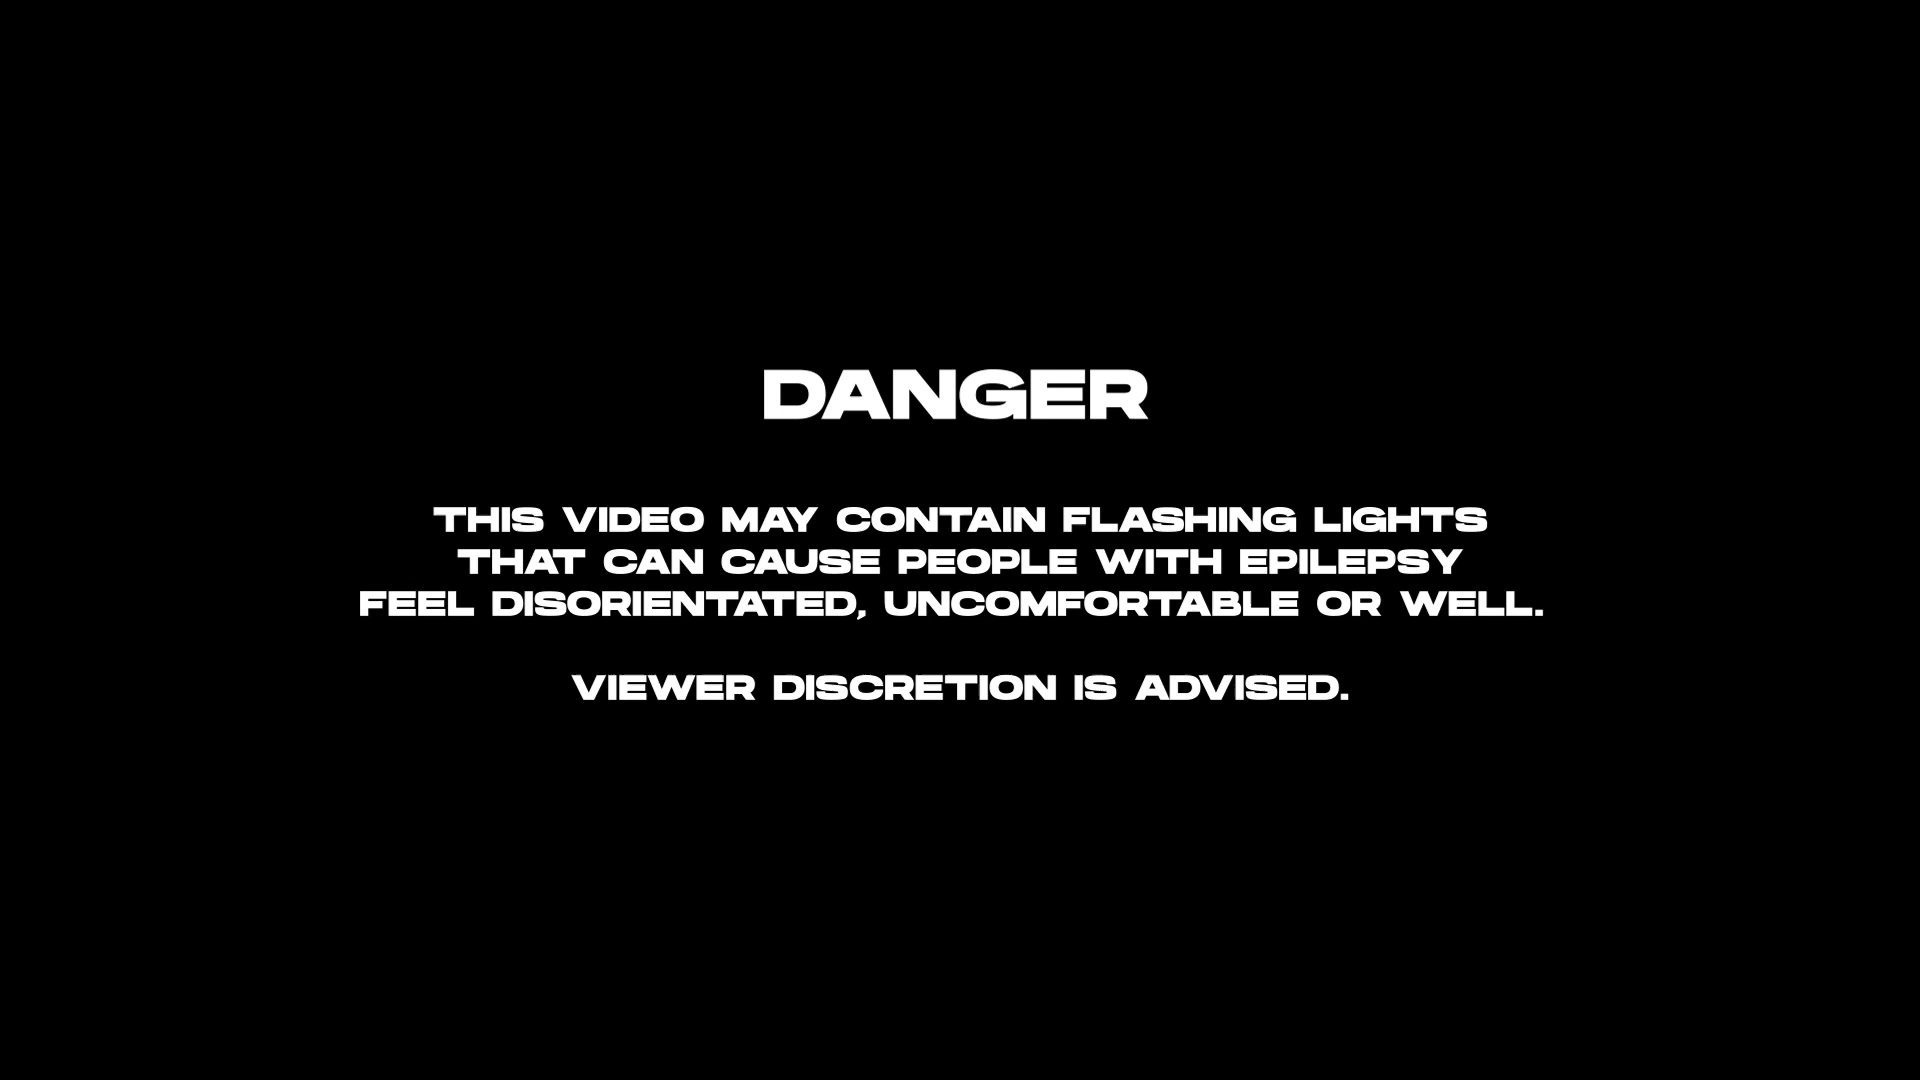 DANGER
THIS VIDEO MAY CONTAIN FLASHING LIGHTS
THAT CAN CAUSE PEOPLE WITH EPILEPSY
FEEL DISORIENTATED, UNCOMFORTABLE OR WELL.
VIEWER DISCRETION IS ADVISED.